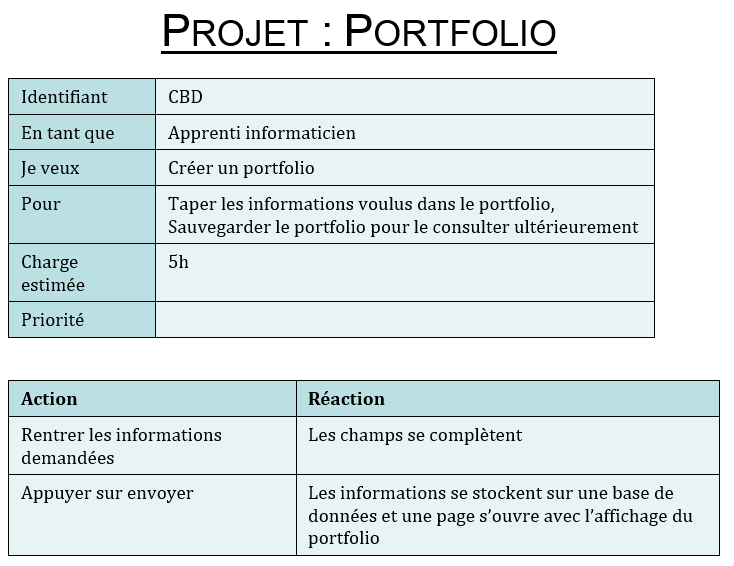 PROJET : PORTFOLIO
Identifiant CBD
En tant que Apprenti informaticien
Je veux Créer un portfolio
Pour Taper les informations voulus dans le portfolio,
Sauvegarder le portfolio pour le consulter ultérieurement
Charge 5h
estimée
Priorité
Action Réaction
Rentrer les informations Les champs se complètent
demandées
Appuyer sur envoyer Les informations se stockent sur une base de
données et une page s’ouvre avec l’affichage du
portfolio